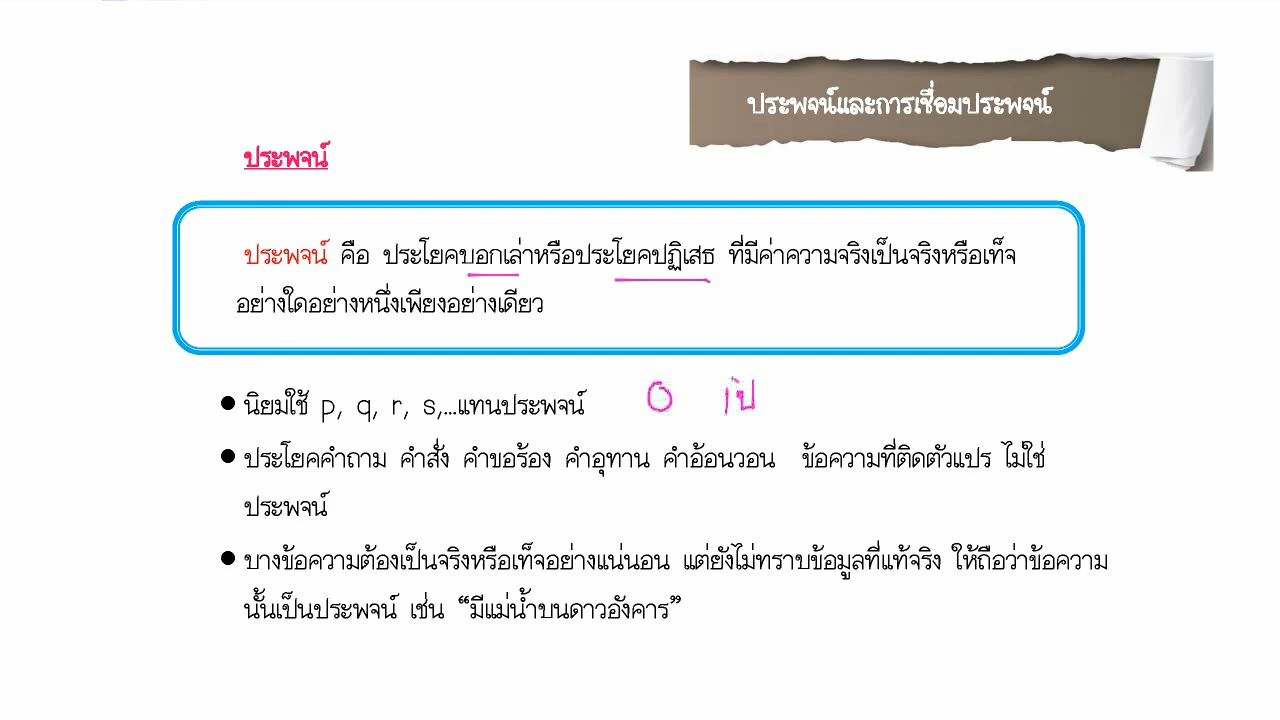 ประพจน์และการเชื่อมประพจน์
ประพจน์
ประพจน์ คือ ประโยคบอกเล่าหรือประโยคปฏิเสธ ที่มีค่าความจริงเป็นจริงหรือเท็จ
อย่างใดอย่างหนึ่งเพียงอย่างเดียว
นิยมใช้ p, q, r, s,...แทนประพจน์
ประโยคคำถาม คำสั่ง คำขอร้อง คำอุทาน คำอ้อนวอน ข้อความที่ติดตัวแปร ไม่ใช่
ประพจน์
บางข้อความต้องเป็นจริงหรือเท็จอย่างแน่นอน แต่ยังไม่ทราบข้อมูลที่แท้จริง ให้ถือว่าข้อความ
นั้นเป็นประพจน์ เช่น “มีแม่น้ำบนดาวอังคาร”